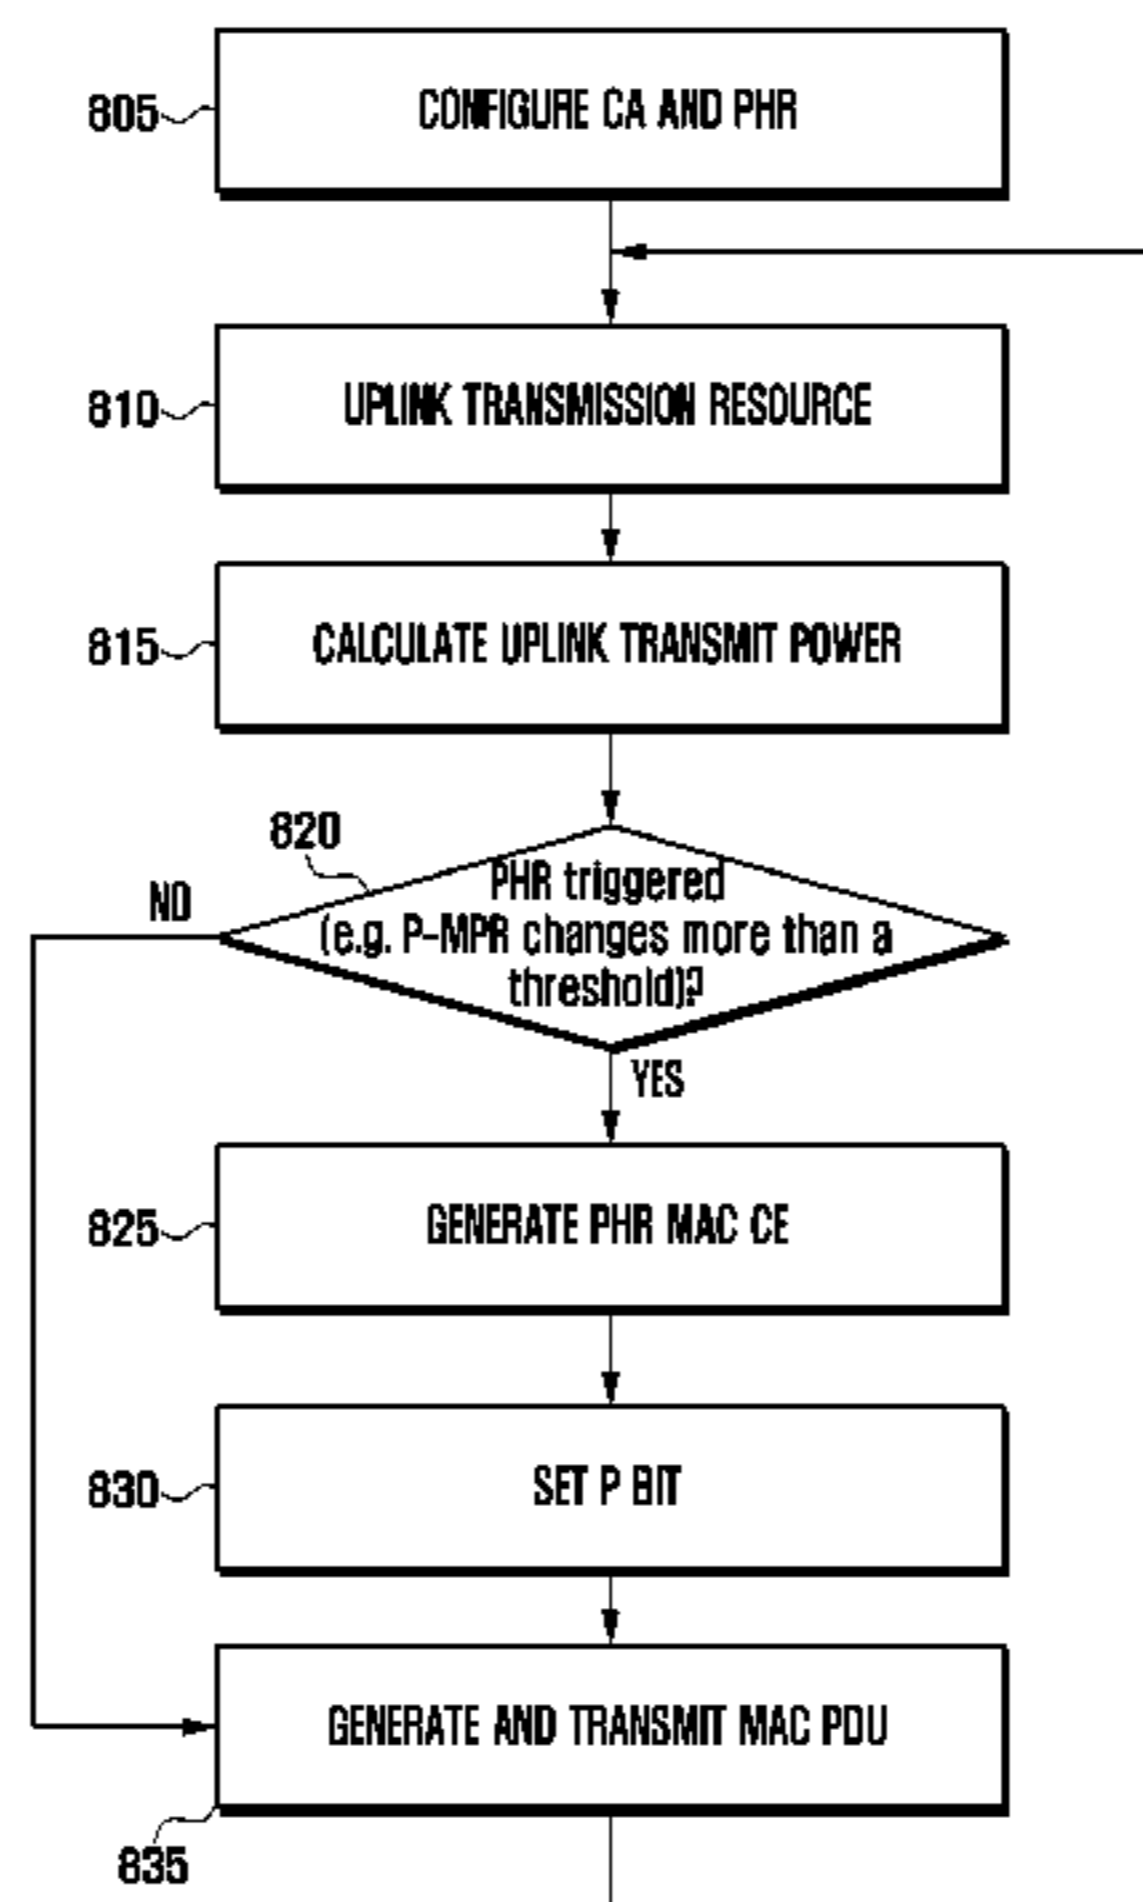 805
CONFIGURE CA AND PHR
810
UPLINK TRANSMISSION RESOURCE
815
CALCULATE UPLINK TRANSMIT POWER
820
NO
PHR triggered
(e.g. P-MPR changes more than a
threshold)?
YES
825
GENERATE PHR MAC CE
830
SET P BIT
GENERATE AND TRANSMIT MAC PDU
835